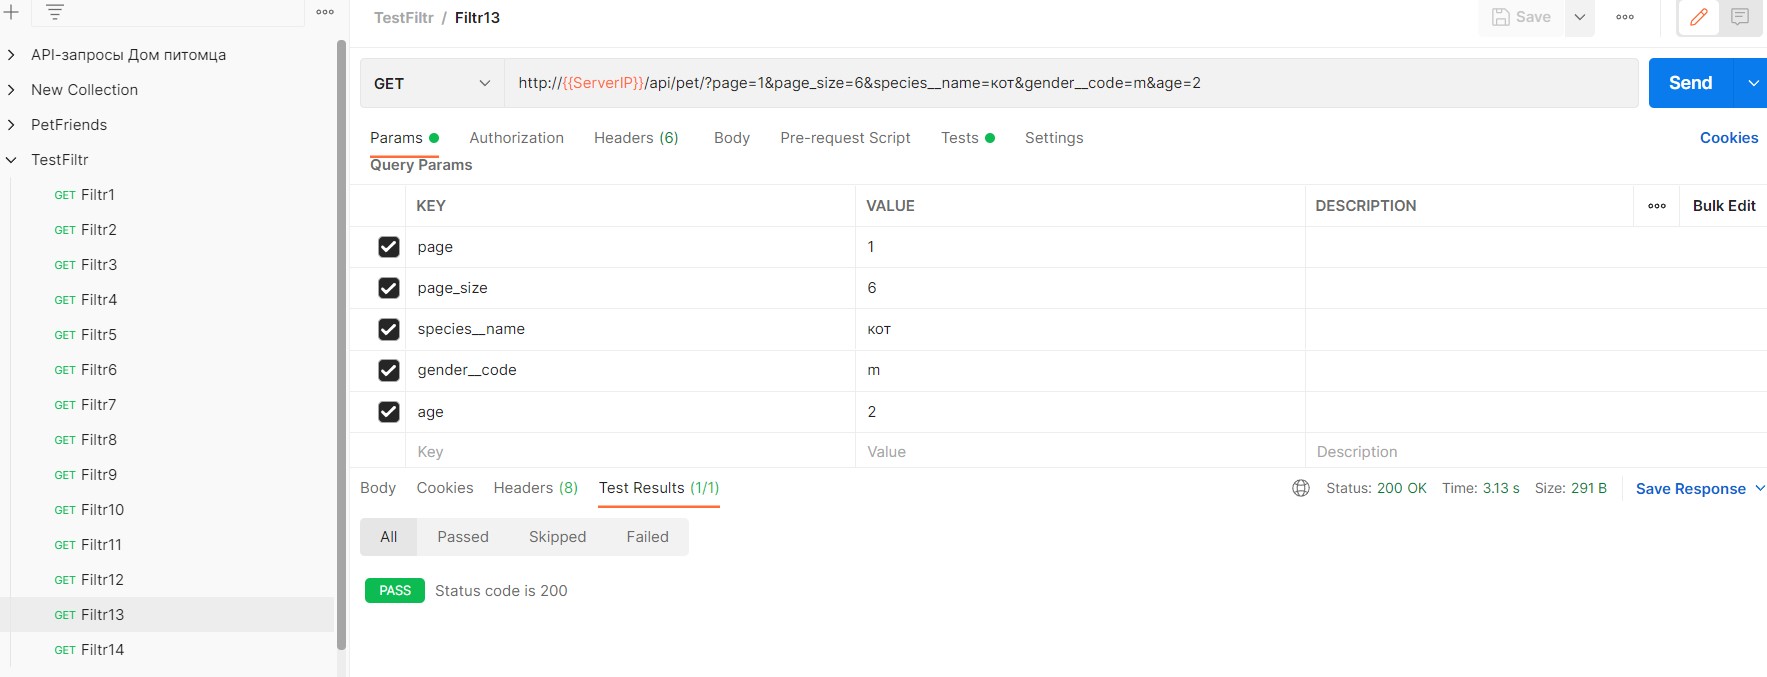 TestFiltr / Filtr13
Save
API-запросы Дом питомца
New Collection
PetFriends
TestFiltr
GET Filtr1
GET Filtr2
GET Filtr3
GET Filtr4
GET Filtr5
GET Filtr6
GET Filtr7
GET Filtr8
GET Filtr9
GET Filtr10
GET Filtr11
GET Filtr12
GET Filtr13
GET Filtr14
GET http://{{ServerIP}}/api/pet/?page=1&page_size=6&species__name=кот&gender__code=m&age=2 Send
Params Authorization Headers (6) Body Pre-request Script Tests Settings Cookies
Query Params
KEY VALUE DESCRIPTION Bulk Edit
page 1
page_size 6
species__name кот
gender__code m
age 2
Key Value Description
Body Cookies Headers (8) Test Results (1/1) Status: 200 OK Time: 3.13 s Size: 291 B Save Response
All Passed Skipped Failed
PASS Status code is 200